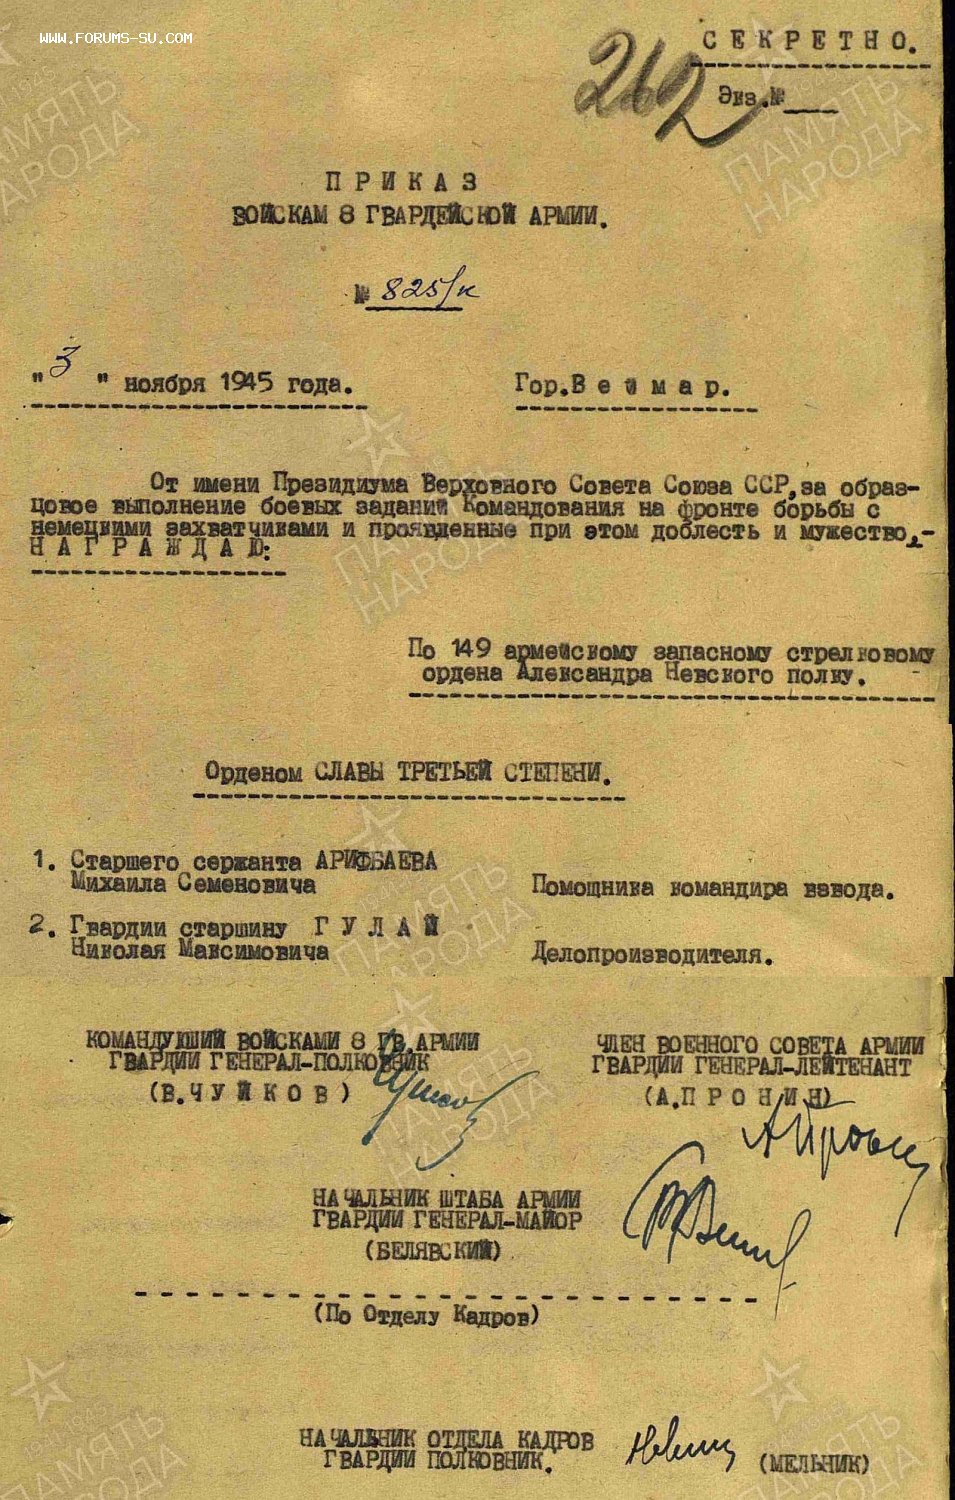 WWW.FORUMS-SU.COM
СЕКРЕТНО.
262
Экз.№
ПРИКАЗ
ВОЙСКАМ 8 ГВАРДЕЙСКОЙ АРМИИ.
№ 825/к
"3" ноября 1945 года.
Гор.Веймар.
От имени Президиума Верховного Совета Союза ССР,за образ-
цовое выполнение боевых заданий Командования на фронте борьбы с
немецкими захватчиками и проявленные при этом доблесть и мужество,-
НАГРАЖДАЮ:
По 149 армейскому запасному стрелковому
ордена Александра Невского полку.
Орденом СЛАВЫ ТРЕТЬЕЙ СТЕПЕНИ.
1. Старшего сержанта АРИФБАЕВА
Михаила Семеновича Помощника командира взвода.
2. Гвардии старшину ГУЛАЙ
Николая Максимовича Делопроизводителя.
КОМАНДУЮЩИЙ ВОЙСКАМИ 8 ГВ.АРМИИ
ГВАРДИИ ГЕНЕРАЛ-ПОЛКОВНИК
(В.ЧУЙКОВ)
ЧЛЕН ВОЕННОГО СОВЕТА АРМИИ
ГВАРДИИ ГЕНЕРАЛ-ЛЕЙТЕНАНТ
(А.ПРОНИН)
НАЧАЛЬНИК ШТАБА АРМИИ
ГВАРДИИ ГЕНЕРАЛ-МАЙОР
(БЕЛЯВСКИЙ)
(По Отделу Кадров)
НАЧАЛЬНИК ОТДЕЛА КАДРОВ
ГВАРДИИ ПОЛКОВНИК.
(МЕЛЬНИК)
ПАМЯТЬ
НАРОДА